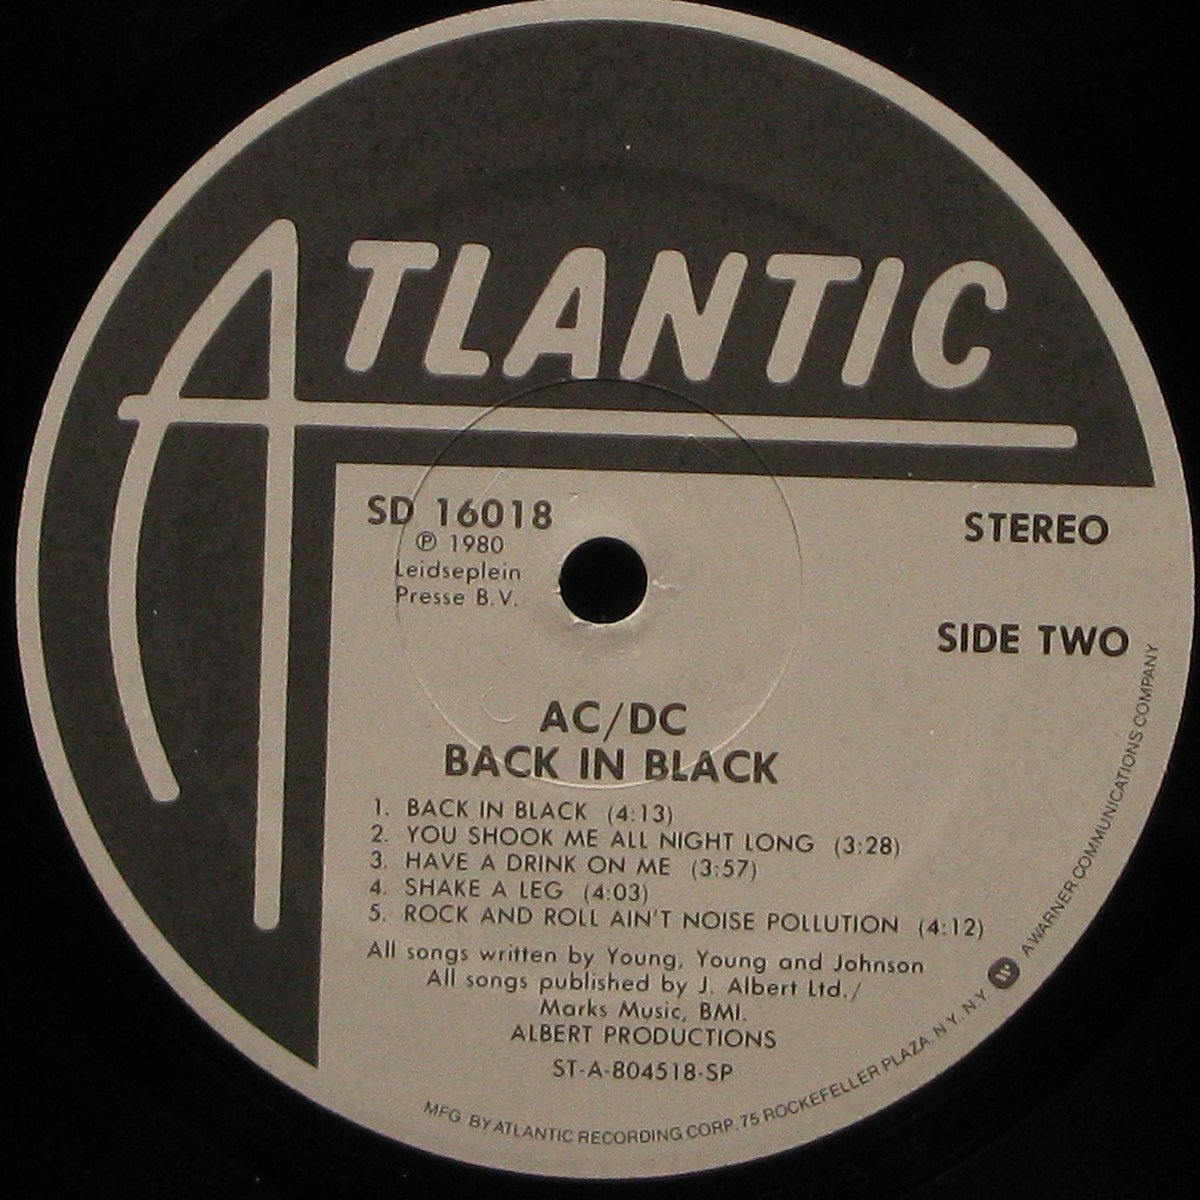 ATLANTIC
SD 16018
℗ 1980
Leidseplein
Presse B.V.
STEREO
SIDE TWO
AC/DC
BACK IN BLACK
1. BACK IN BLACK (4:13)
2. YOU SHOOK ME ALL NIGHT LONG (3:28)
3. HAVE A DRINK ON ME (3:57)
4. SHAKE A LEG (4:03)
5. ROCK AND ROLL AIN'T NOISE POLLUTION (4:12)
All songs written by Young, Young and Johnson
All songs published by J. Albert Ltd./
Marks Music, BMI.
ALBERT PRODUCTIONS
ST-A-804518-SP
MFG. BY ATLANTIC RECORDING CORP., 75 ROCKEFELLER PLAZA, N.Y., N.Y. A WARNER COMMUNICATIONS COMPANY